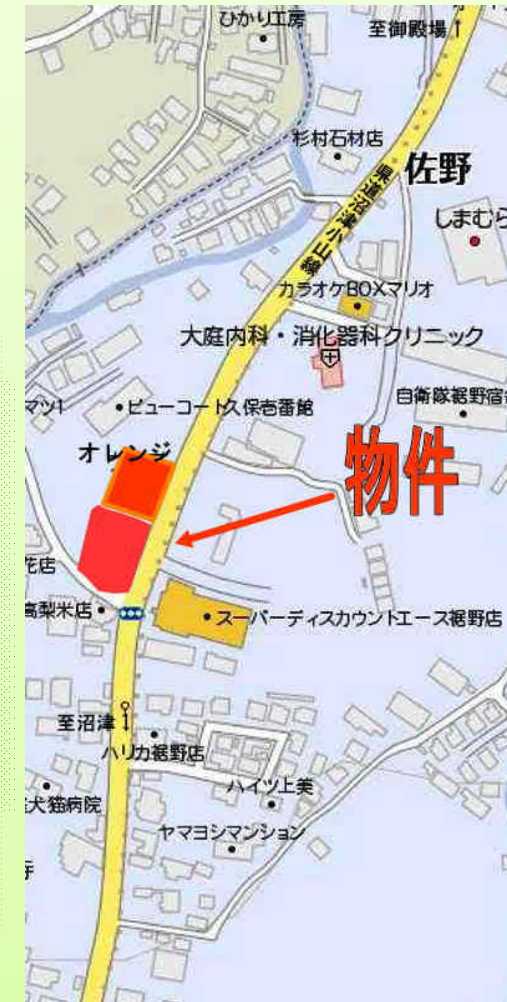 ひかり工房
至御殿場↑
杉村石材店
佐野
しまむら
県道沼津小山線
カラオケBOXマリオ
大庭内科・消化器科クリニック
自衛隊裾野宿
マツ1
ビューコート久保壱番館
オレンジ
物件
花店
高梨米店
スーパーディスカウントエース裾野店
至沼津
ハリカ裾野店
ハイツ上美
犬猫病院
ヤマヨシマンション